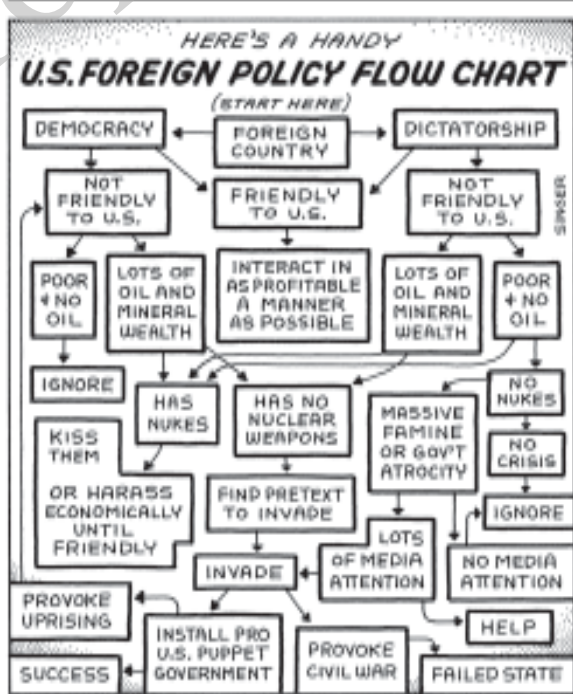 HERE'S A HANDY
U.S. FOREIGN POLICY FLOW CHART
(START HERE)
DEMOCRACY
FOREIGN
COUNTRY
DICTATORSHIP
NOT
FRIENDLY
TO U.S.
FRIENDLY
TO U.S.
NOT
FRIENDLY
TO U.S.
SINGER
POOR
& NO
OIL
LOTS OF
OIL AND
MINERAL
WEALTH
INTERACT IN
AS PROFITABLE
A MANNER
AS POSSIBLE
LOTS OF
OIL AND
MINERAL
WEALTH
POOR
& NO
OIL
IGNORE
HAS
NUKES
HAS NO
NUCLEAR
WEAPONS
MASSIVE
FAMINE
OR GOV'T
ATROCITY
NO
NUKES
NO
CRISIS
KISS
THEM
OR HARASS
ECONOMICALLY
UNTIL
FRIENDLY
FIND PRETEXT
TO INVADE
IGNORE
INVADE
LOTS
OF MEDIA
ATTENTION
NO MEDIA
ATTENTION
PROVOKE
UPRISING
INSTALL PRO
U.S. PUPPET
GOVERNMENT
PROVOKE
CIVIL WAR
HELP
SUCCESS
FAILED STATE